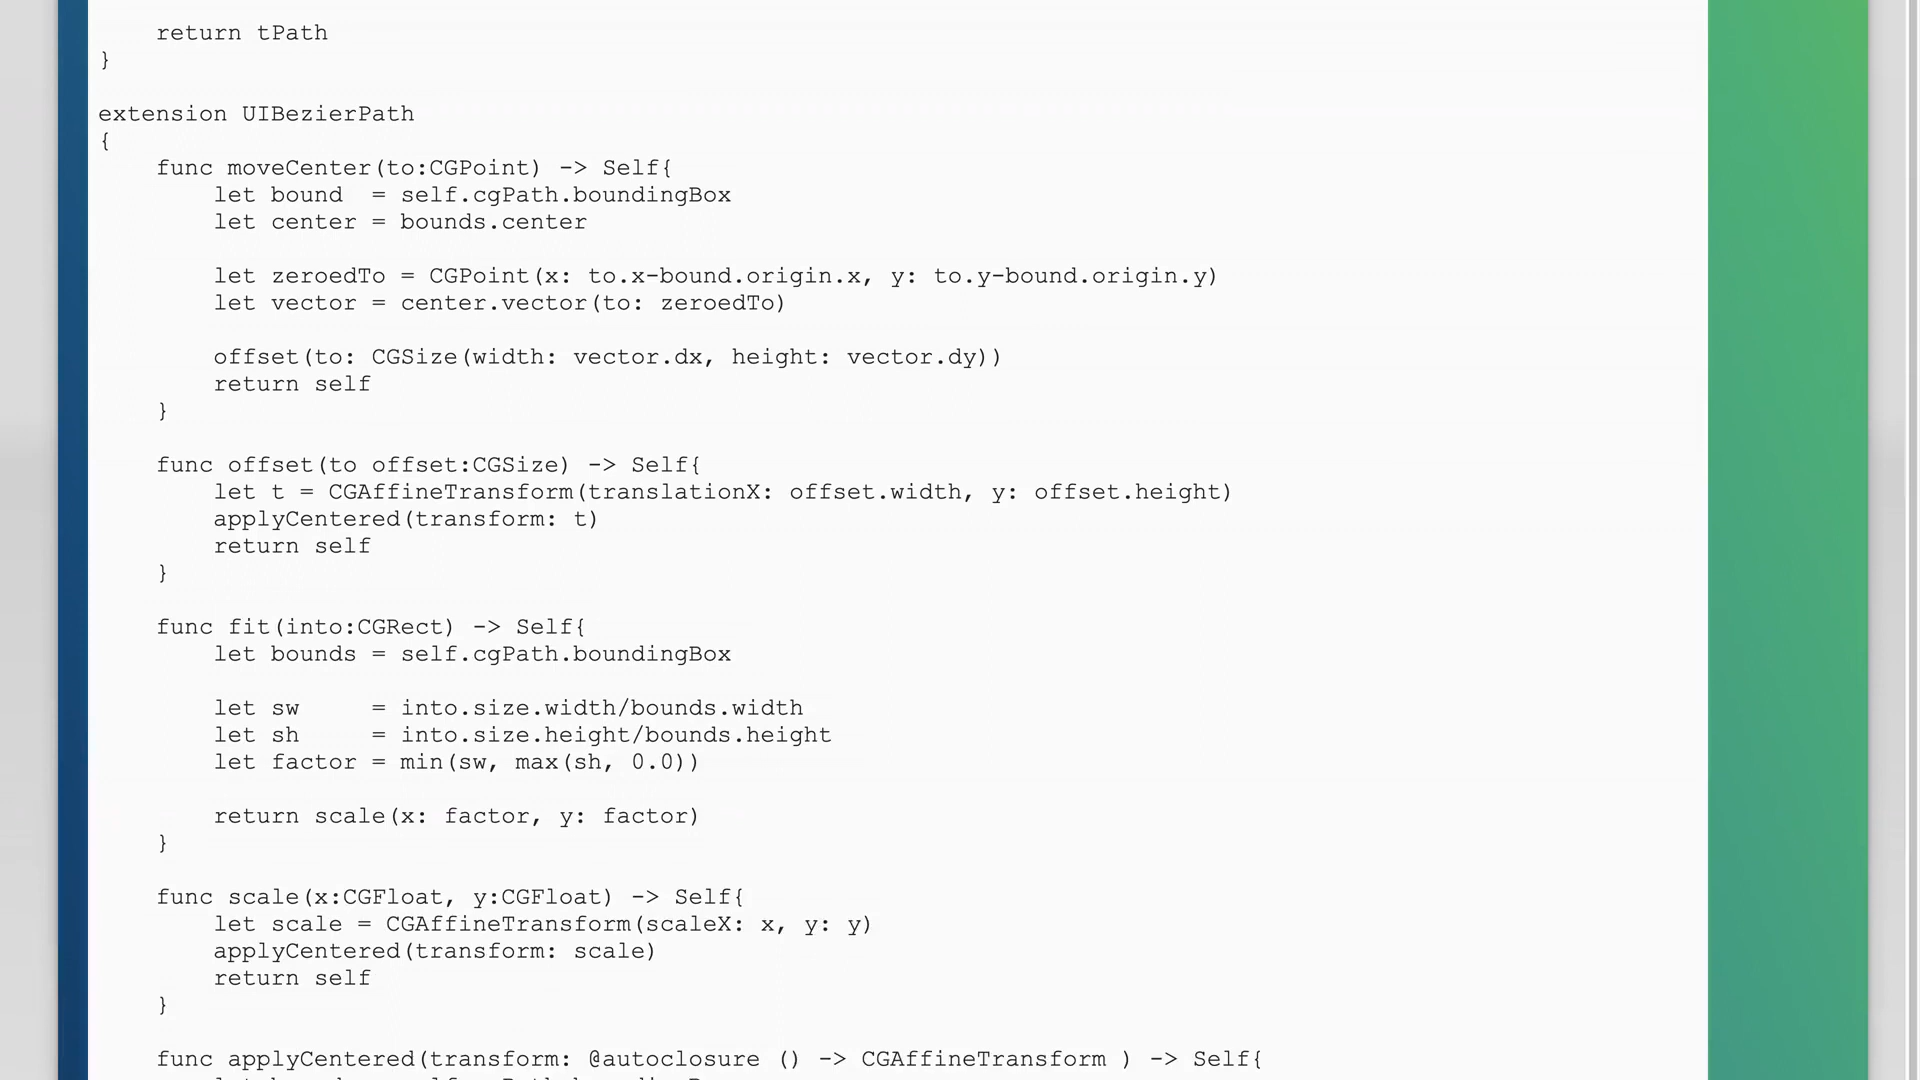 return tPath
}
extension UIBezierPath
{
func moveCenter(to:CGPoint) -> Self{
let bound  = self.cgPath.boundingBox
let center = bounds.center
let zeroedTo = CGPoint(x: to.x-bound.origin.x, y: to.y-bound.origin.y)
let vector = center.vector(to: zeroedTo)
offset(to: CGSize(width: vector.dx, height: vector.dy))
return self
}
func offset(to offset:CGSize) -> Self{
let t = CGAffineTransform(translationX: offset.width, y: offset.height)
applyCentered(transform: t)
return self
}
func fit(into:CGRect) -> Self{
let bounds = self.cgPath.boundingBox
let sw     = into.size.width/bounds.width
let sh     = into.size.height/bounds.height
let factor = min(sw, max(sh, 0.0))
return scale(x: factor, y: factor)
}
func scale(x:CGFloat, y:CGFloat) -> Self{
let scale = CGAffineTransform(scaleX: x, y: y)
applyCentered(transform: scale)
return self
}
func applyCentered(transform: @autoclosure () -> CGAffineTransform ) -> Self{